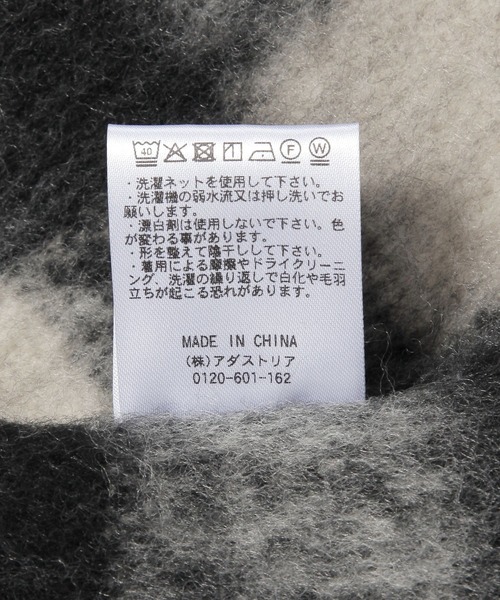 40 F W
・洗濯ネットを使用して下さい。
・洗濯機の弱水流又は押し洗いでお
願いします。
・漂白剤は使用しないで下さい。色
が変わる事があります。
・形を整えて陰干しして下さい。
・着用による摩擦やドライクリーニ
ング、洗濯の繰り返しで白化や毛羽
立ちが起こる恐れがあります。
MADE IN CHINA
(株)アダストリア
0120-601-162